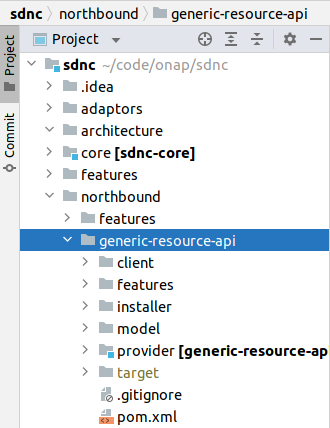 sdnc northbound generic-resource-api
Project
Project
Commit
sdnc ~/code/onap/sdnc
.idea
adaptors
architecture
core [sdnc-core]
features
northbound
features
generic-resource-api
client
features
installer
model
provider [generic-resource-ap
target
.gitignore
pom.xml